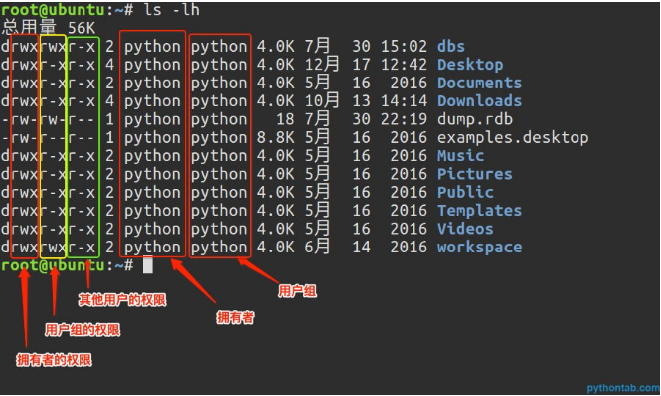 root@ubuntu:~# ls -lh
总用量 56K
drwxrwxr-x 2 python python 4.0K 7月 30 15:02 dbs
drwxr-xr-x 4 python python 4.0K 12月 17 12:42 Desktop
drwxr-xr-x 2 python python 4.0K 5月 16 2016 Documents
drwxr-xr-x 4 python python 4.0K 10月 13 14:14 Downloads
-rw-rw-r-- 1 python python 18 7月 30 22:19 dump.rdb
-rw-r--r-- 1 python python 8.8K 5月 16 2016 examples.desktop
drwxr-xr-x 2 python python 4.0K 5月 16 2016 Music
drwxr-xr-x 2 python python 4.0K 5月 16 2016 Pictures
drwxr-xr-x 2 python python 4.0K 5月 16 2016 Public
drwxr-xr-x 2 python python 4.0K 5月 16 2016 Templates
drwxr-xr-x 2 python python 4.0K 5月 16 2016 Videos
drwxrwxr-x 2 python python 4.0K 6月 14 2016 workspace
root@ubuntu:~#
其他用户的权限
用户组
拥有者
用户组的权限
拥有者的权限
pythontab.com